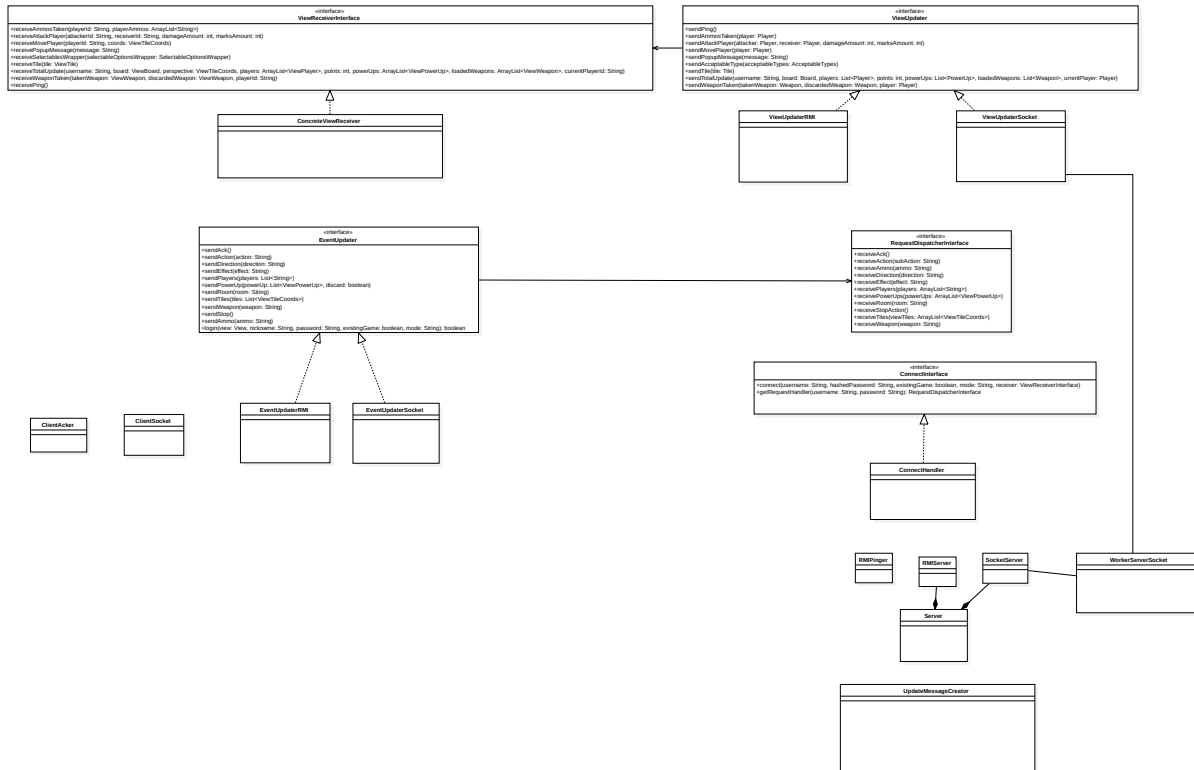 «interface»
ViewReceiverInterface
+receiveAmmosTaken(playerId: String, playerAmmos: ArrayList<String>)
+receiveAttackPlayer(attackerId: String, receiverId: String, damageAmount: int, marksAmount: int)
+receiveMovePlayer(playerId: String, coords: ViewTileCoords)
+receivePopupMessage(message: String)
+receiveSelectablesWrapper(selectableOptionsWrapper: SelectableOptionsWrapper)
+receiveTile(tile: ViewTile)
+receiveTotalUpdate(username: String, board: ViewBoard, perspective: ViewTileCoords, players: ArrayList<ViewPlayer>, points: int, powerUps: ArrayList<ViewPowerUp>, loadedWeapons: ArrayList<ViewWeapon>, currentPlayerId: String)
+receiveWeaponTaken(takenWeapon: ViewWeapon, discardedWeapon: ViewWeapon, playerId: String)
+receivePing()
«interface»
ViewUpdater
+sendPing()
+sendAmmosTaken(player: Player)
+sendAttackPlayer(attacker: Player, receiver: Player, damageAmount: int, marksAmount: int)
+sendMovePlayer(player: Player)
+sendPopupMessage(message: String)
+sendAcceptableType(acceptableTypes: AcceptableTypes)
+sendTile(tile: Tile)
+sendTotalUpdate(username: String, board: Board, players: List<Player>, points: int, powerUps: List<PowerUp>, loadedWeapons: List<Weapon>, urrentPlayer: Player)
+sendWeaponTaken(takenWeapon: Weapon, discardedWeapon: Weapon, player: Player)
ConcreteViewReceiver
ViewUpdaterRMI
ViewUpdaterSocket
«interface»
EventUpdater
+sendAck()
+sendAction(action: String)
+sendDirection(direction: String)
+sendEffect(effect: String)
+sendPlayers(players: List<String>)
+sendPowerUp(powerUp: List<ViewPowerUp>, discard: boolean)
+sendRoom(room: String)
+sendTiles(tiles: List<ViewTileCoords>)
+sendWeapon(weapon: String)
+sendStop()
+sendAmmo(ammo: String)
+login(view: View, nickname: String, password: String, existingGame: boolean, mode: String): boolean
«interface»
RequestDispatcherInterface
+receiveAck()
+receiveAction(subAction: String)
+receiveAmmo(ammo: String)
+receiveDirection(direction: String)
+receiveEffect(effect: String)
+receivePlayers(players: ArrayList<String>)
+receivePowerUps(powerUps: ArrayList<ViewPowerUp>)
+receiveRoom(room: String)
+receiveStopAction()
+receiveTiles(viewTiles: ArrayList<ViewTileCoords>)
+receiveWeapon(weapon: String)
«interface»
ConnectInterface
+connect(username: String, hashedPassword: String, existingGame: boolean, mode: String, receiver: ViewReceiverInterface)
+getRequestHandler(username: String, password: String): RequestDispatcherInterface
ClientAcker
ClientSocket
EventUpdaterRMI
EventUpdaterSocket
ConnectHandler
RMIPinger
RMIServer
SocketServer
WorkerServerSocket
Server
UpdateMessageCreator